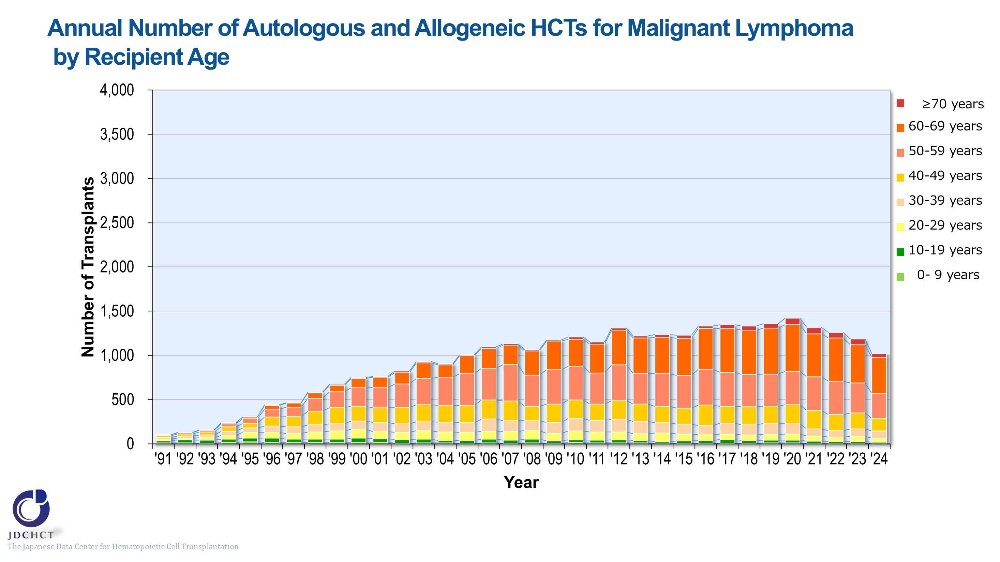 Annual Number of Autologous and Allogeneic HCTs for Malignant Lymphoma
by Recipient Age
Number of Transplants
4,000
3,500
3,000
2,500
2,000
1,500
1,000
500
0
'91 '92 '93 '94 '95 '96 '97 '98 '99 '00 '01 '02 '03 '04 '05 '06 '07 '08 '09 '10 '11 '12 '13 '14 '15 '16 '17 '18 '19 '20 '21 '22 '23 '24
Year
≥70 years
60-69 years
50-59 years
40-49 years
30-39 years
20-29 years
10-19 years
0- 9 years
JDCHCT
The Japanese Data Center for Hematopoietic Cell Transplantation